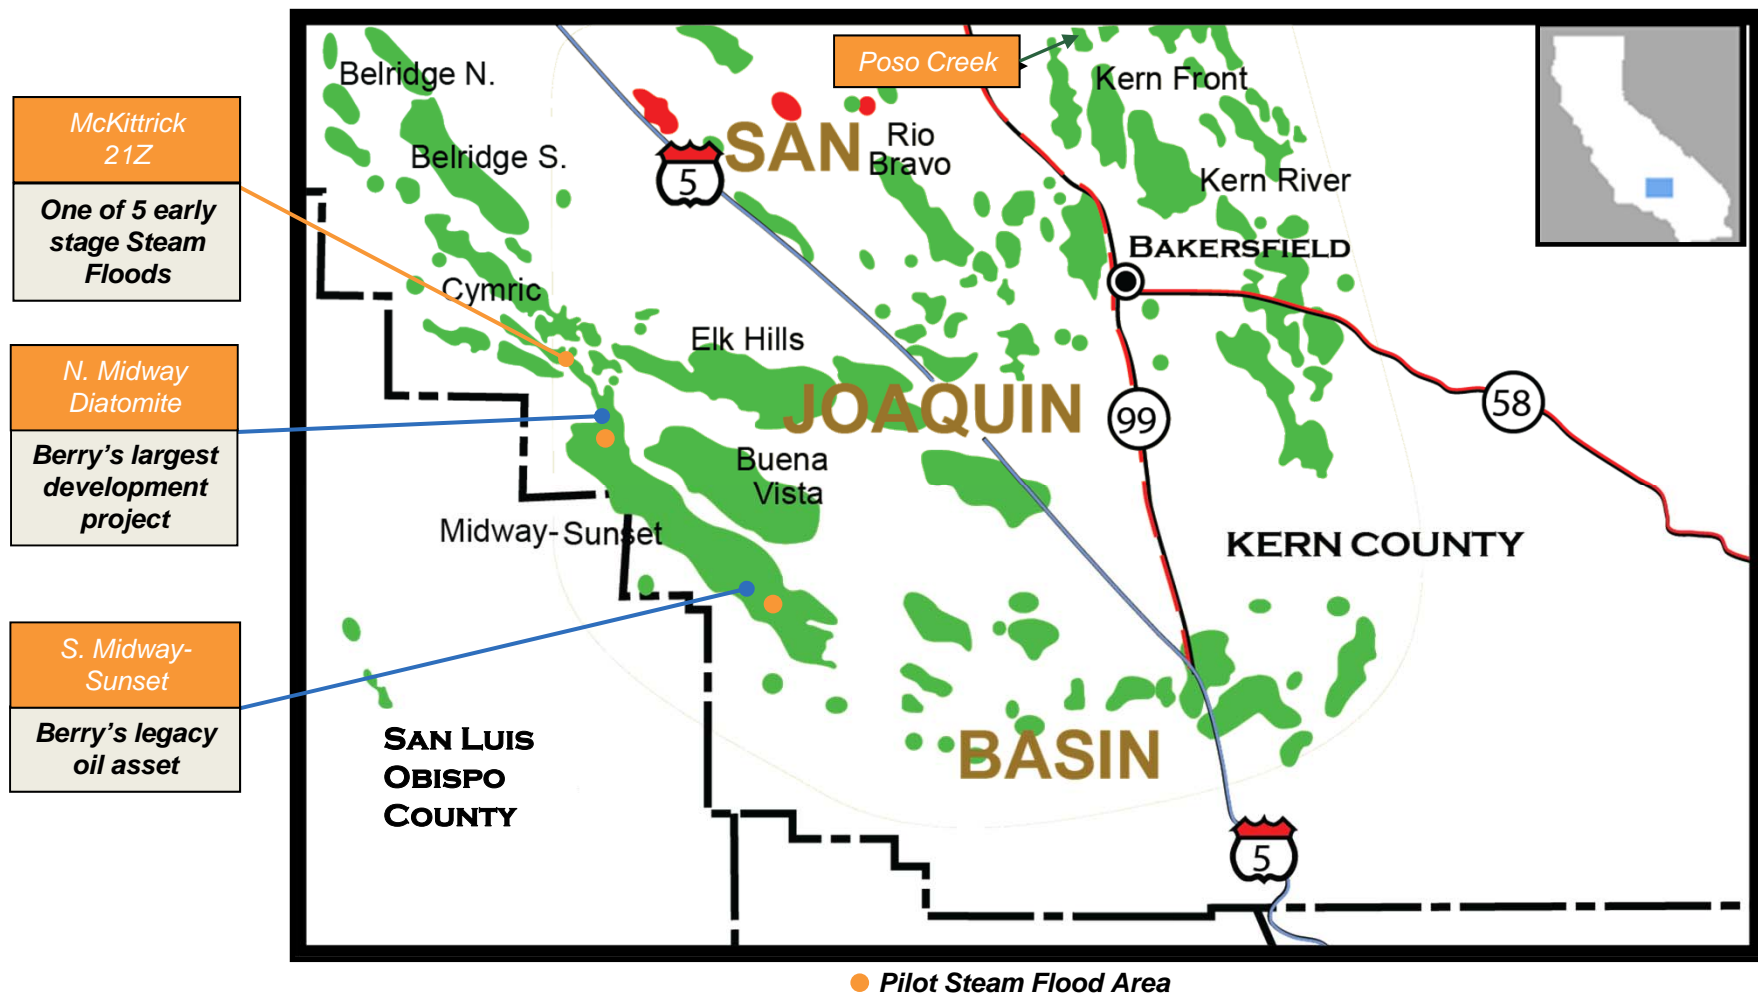 McKittrick
21Z
One of 5 early
stage Steam
Floods
N. Midway
Diatomite
Berry's largest
development
project
S. Midway-
Sunset
Berry's legacy
oil asset
Poso Creek
Belridge N.
Kern Front
Belridge S.
SAN
Rio
Bravo
5
Kern River
BAKERSFIELD
Cymric
Elk Hills
JOAQUIN
99
58
Buena
Vista
Midway-Sunset
KERN COUNTY
SAN LUIS
OBISPO
COUNTY
BASIN
5
Pilot Steam Flood Area